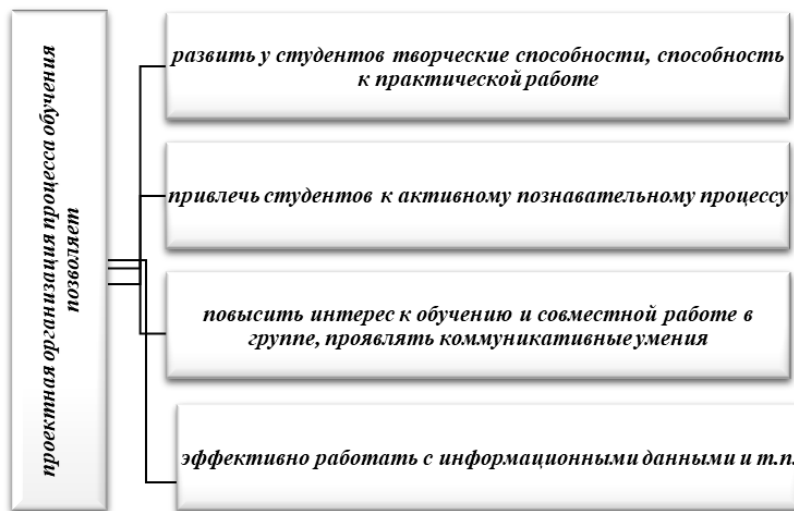 проектная организация процесса обучения
позволяет
развить у студентов творческие способности, способность
к практической работе
привлечь студентов к активному познавательному процессу
повысить интерес к обучению и совместной работе в
группе, проявлять коммуникативные умения
эффективно работать с информационными данными и т.п.